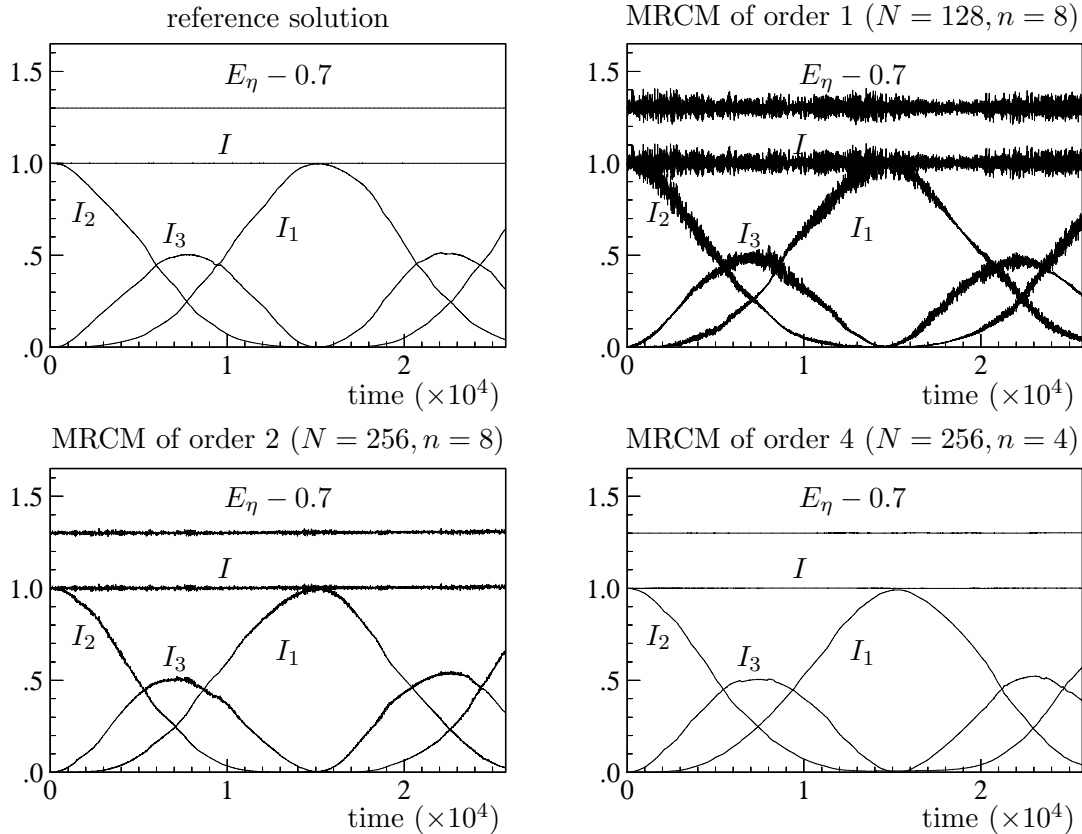 reference solution
1.5
1.0
.5
.0
E_η − 0.7
I
I_2
I_3
I_1
0
1
2
time (×10^4)
MRCM of order 1 (N = 128, n = 8)
1.5
1.0
.5
.0
E_η − 0.7
I
I_2
I_3
I_1
0
1
2
time (×10^4)
MRCM of order 2 (N = 256, n = 8)
1.5
1.0
.5
.0
E_η − 0.7
I
I_2
I_3
I_1
0
1
2
time (×10^4)
MRCM of order 4 (N = 256, n = 4)
1.5
1.0
.5
.0
E_η − 0.7
I
I_2
I_3
I_1
0
1
2
time (×10^4)